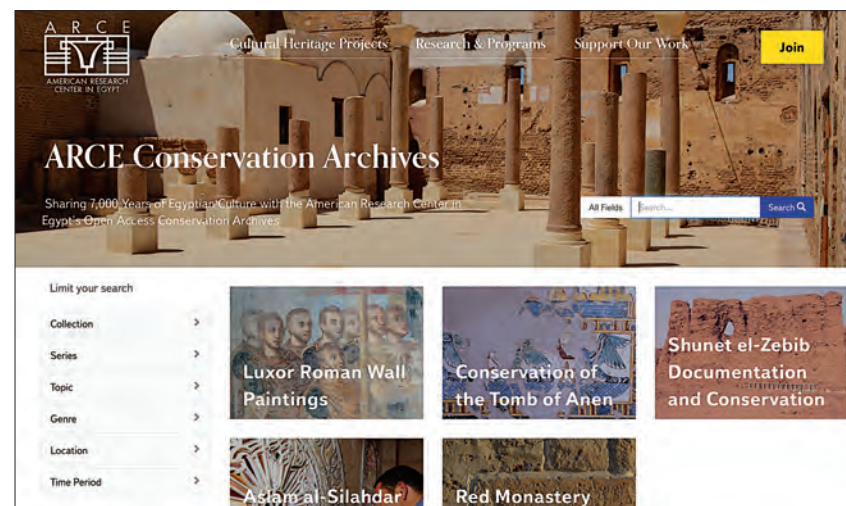 A R C E
AMERICAN RESEARCH
CENTER IN EGYPT
Cultural Heritage Projects
Research & Programs
Support Our Work
Join
ARCE Conservation Archives
Sharing 7,000 Years of Egyptian Culture with the American Research Center in
Egypt's Open Access Conservation Archives
All Fields
Search...
Search
Limit your search
Collection
Series
Topic
Genre
Location
Time Period
Luxor Roman Wall
Paintings
Conservation of
the Tomb of Anen
Shunet el-Zebib
Documentation
and Conservation
Aslam al-Silahdar
Red Monastery